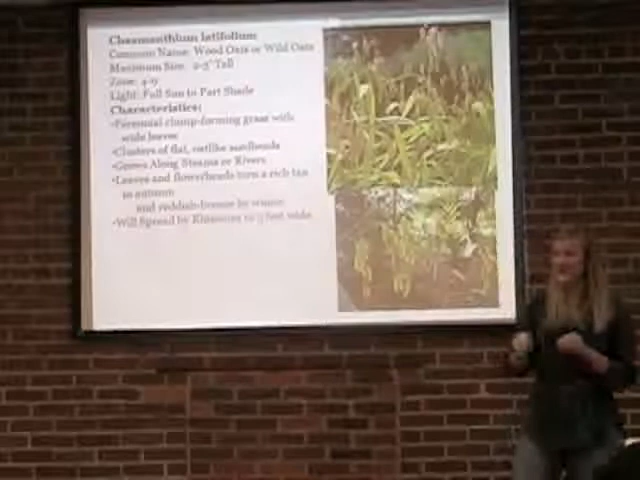 Chasmanthium latifolium
Common Name: Wood Oats or Wild Oats
Maximum Size: 2-5' Tall
Zone: 4-9
Light: Full Sun to Part Shade
Characteristics:
•Perennial clump-forming grass with
wide leaves
•Clusters of flat, oatlike seedheads
•Grows Along Steams or Rivers
•Leaves and flowerheads turn a rich tan
in autumn
and reddish-bronze by winter
•Will Spread by Rhizomes to feet wide